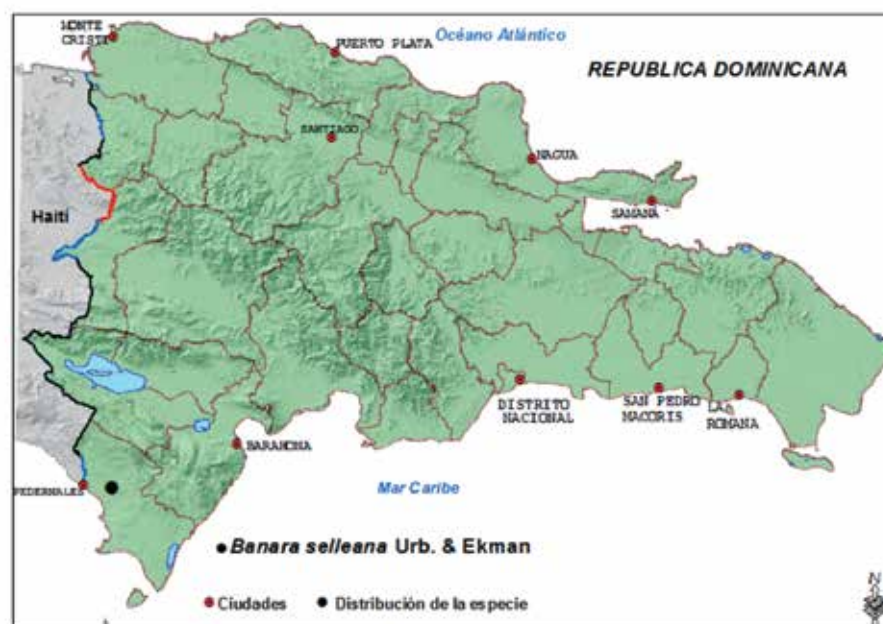 MONTE
CRISTI
PUERTO PLATA
Océano Atlántico
REPUBLICA DOMINICANA
SANTIAGO
NAGUA
SAMANA
Haití
DISTRITO
NACIONAL
SAN PEDRO
MACORIS
LA
ROMANA
BARAHONA
PEDERNALES
Mar Caribe
Banara selleana Urb. & Ekman
Ciudades
Distribución de la especie
N